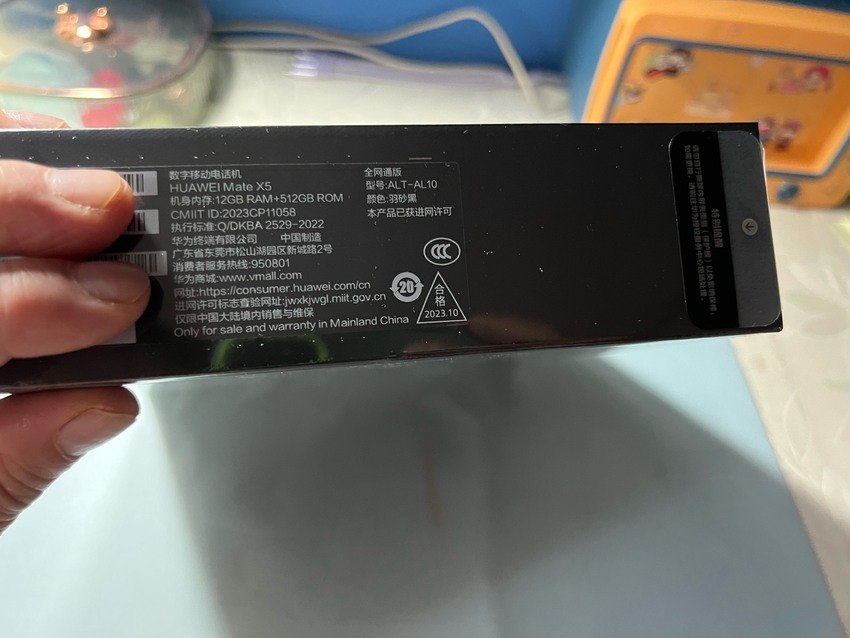 数字移动电话机
HUAWEI Mate X5
机身内存:12GB RAM+512GB ROM
CMIIT ID:2023CP11058
执行标准:Q/DKBA 2529-2022
华为终端有限公司 中国制造
广东省东莞市松山湖园区新城路2号
消费者服务热线:950801
华为商城:www.vmall.com
网址:https://consumer.huawei.com/cn
进网许可标志查验网址:jwxkjwgl.miit.gov.cn
仅限中国大陆境内销售与维保
Only for sale and warranty in Mainland China
全网通版
型号:ALT-AL10
颜色:羽砂黑
本产品已获进网许可
CCC
20
合格
2023.10
特别提醒